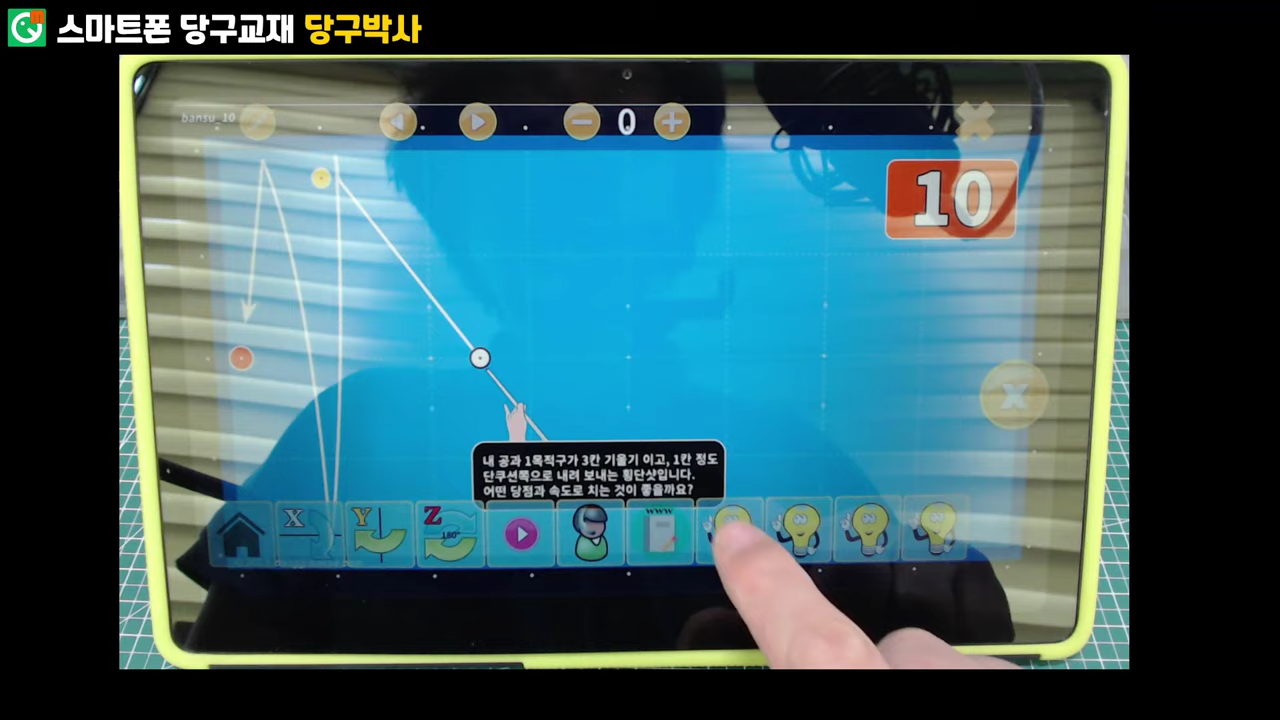 스마트폰 당구교재 당구박사
bansu_10
0
10
X
내 공과 1목적구가 3칸 기울기 이고, 1칸 정도
단쿠션쪽으로 내려 보내는 횡단샷입니다.
어떤 당점과 속도로 치는 것이 좋을까요?
X
Y
Z
180°
WWW